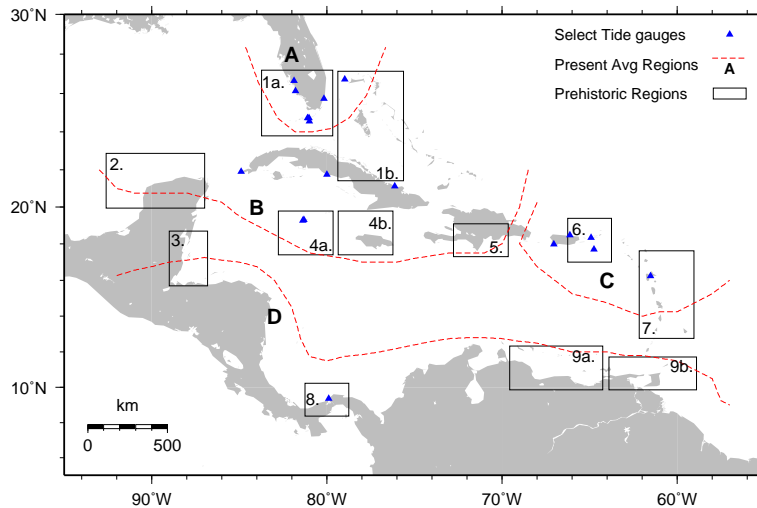 30˚N
Select Tide gauges
Present Avg Regions A
Prehistoric Regions
A
1a.
1b.
2.
20˚N
B
4b.
4a.
3.
5.
6.
C
D
7.
9a.
9b.
10˚N
8.
km
0 500
90˚W 80˚W 70˚W 60˚W